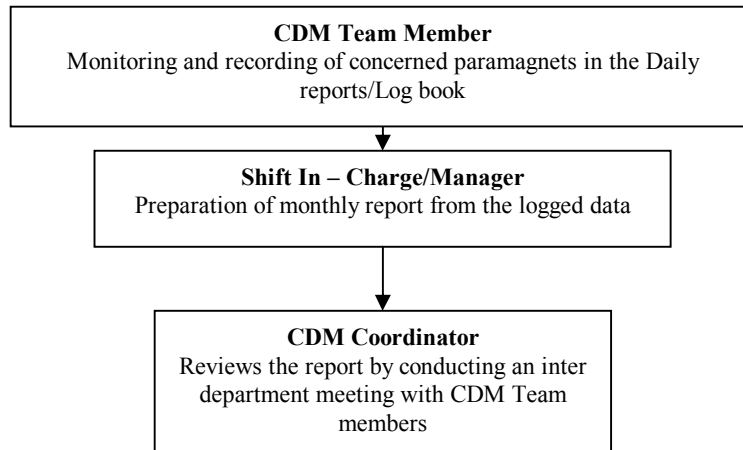 CDM Team Member
Monitoring and recording of concerned paramagnets in the Daily
reports/Log book
Shift In – Charge/Manager
Preparation of monthly report from the logged data
CDM Coordinator
Reviews the report by conducting an inter
department meeting with CDM Team
members